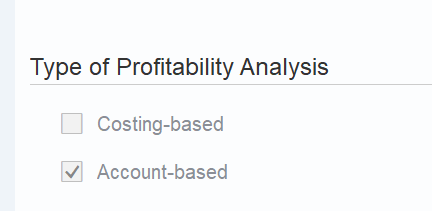 Type of Profitability Analysis
Costing-based
Account-based